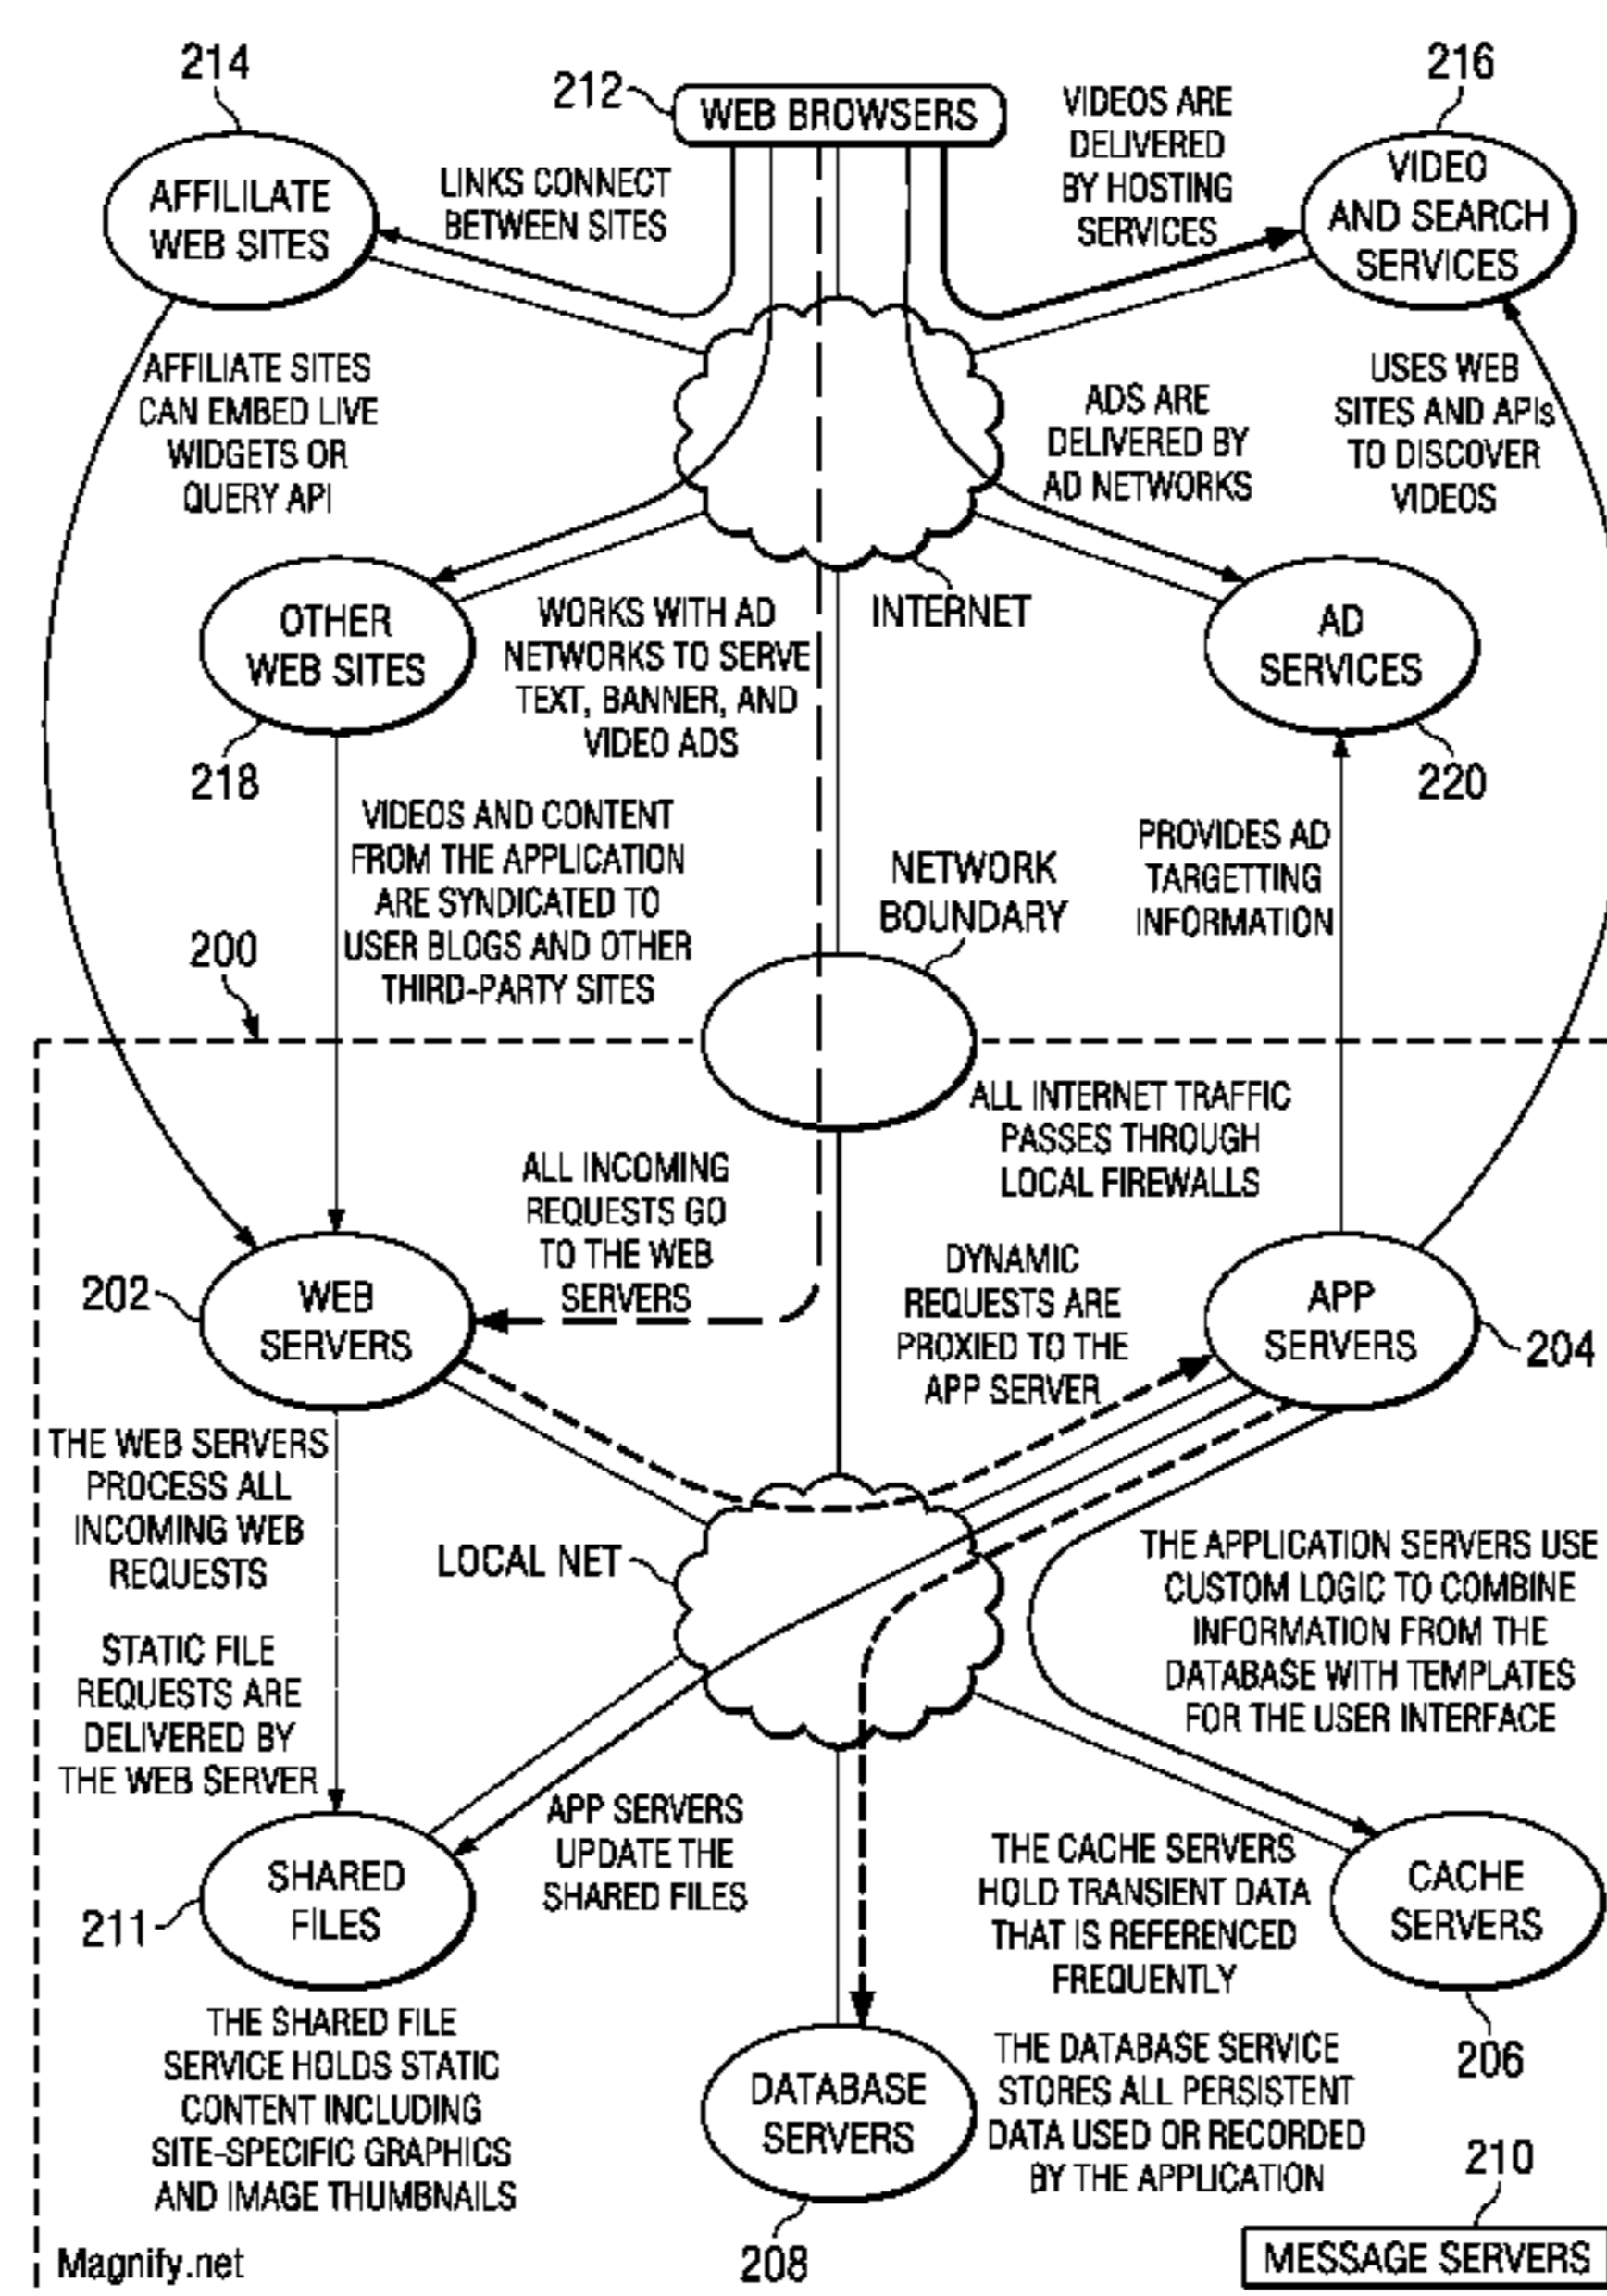 214
212
WEB BROWSERS
216
AFFILILATE
WEB SITES
LINKS CONNECT
BETWEEN SITES
VIDEOS ARE
DELIVERED
BY HOSTING
SERVICES
VIDEO
AND SEARCH
SERVICES
AFFILIATE SITES
CAN EMBED LIVE
WIDGETS OR
QUERY API
ADS ARE
DELIVERED BY
AD NETWORKS
USES WEB
SITES AND APIs
TO DISCOVER
VIDEOS
OTHER
WEB SITES
218
WORKS WITH AD
NETWORKS TO SERVE
TEXT, BANNER, AND
VIDEO ADS
INTERNET
AD
SERVICES
220
VIDEOS AND CONTENT
FROM THE APPLICATION
ARE SYNDICATED TO
USER BLOGS AND OTHER
THIRD-PARTY SITES
NETWORK
BOUNDARY
PROVIDES AD
TARGETTING
INFORMATION
200
ALL INTERNET TRAFFIC
PASSES THROUGH
LOCAL FIREWALLS
ALL INCOMING
REQUESTS GO
TO THE WEB
SERVERS
202
WEB
SERVERS
DYNAMIC
REQUESTS ARE
PROXIED TO THE
APP SERVER
APP
SERVERS
204
THE WEB SERVERS
PROCESS ALL
INCOMING WEB
REQUESTS
LOCAL NET
THE APPLICATION SERVERS USE
CUSTOM LOGIC TO COMBINE
INFORMATION FROM THE
DATABASE WITH TEMPLATES
FOR THE USER INTERFACE
STATIC FILE
REQUESTS ARE
DELIVERED BY
THE WEB SERVER
SHARED
FILES
211
APP SERVERS
UPDATE THE
SHARED FILES
THE CACHE SERVERS
HOLD TRANSIENT DATA
THAT IS REFERENCED
FREQUENTLY
CACHE
SERVERS
206
THE SHARED FILE
SERVICE HOLDS STATIC
CONTENT INCLUDING
SITE-SPECIFIC GRAPHICS
AND IMAGE THUMBNAILS
DATABASE
SERVERS
208
THE DATABASE SERVICE
STORES ALL PERSISTENT
DATA USED OR RECORDED
BY THE APPLICATION
210
MESSAGE SERVERS
Magnify.net